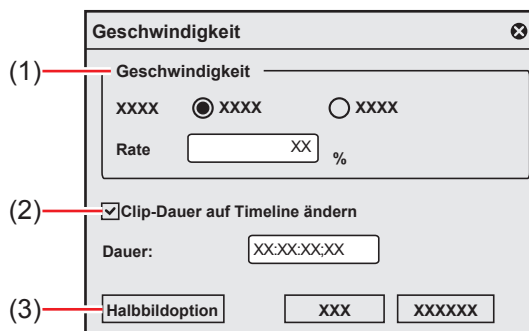 Geschwindigkeit
(1) Geschwindigkeit
XXXX XXXX XXXX
Rate XX %
(2) Clip-Dauer auf Timeline ändern
Dauer: XX:XX:XX;XX
(3) Halbbildoption XXX XXXXXX